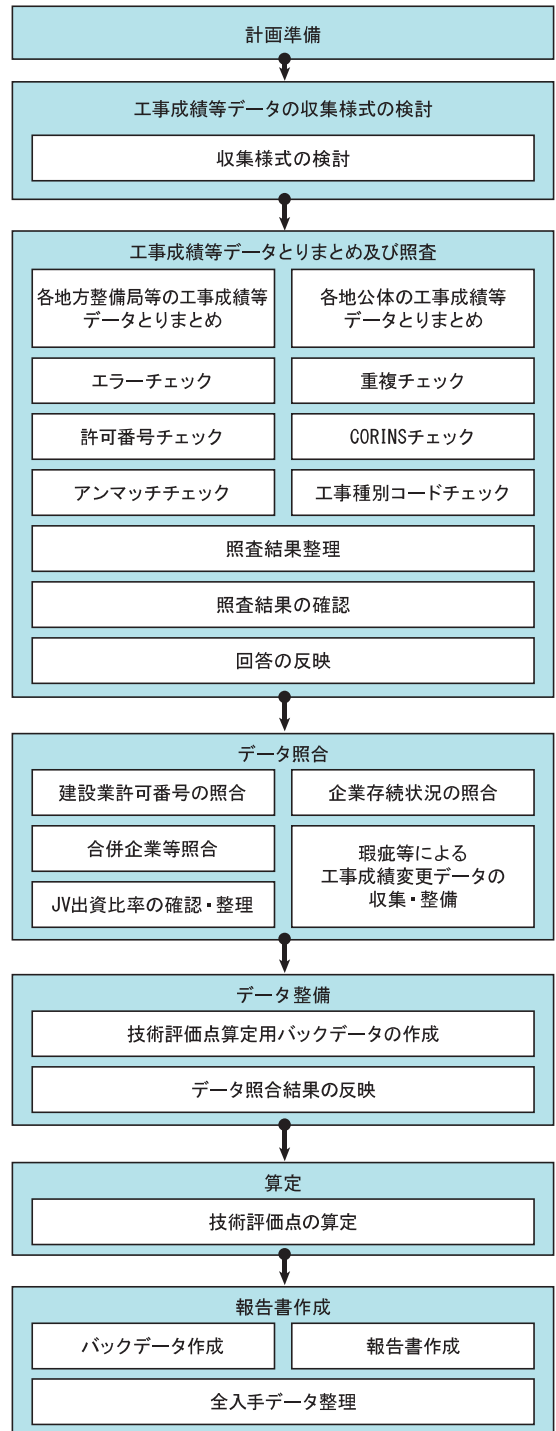 計画準備
工事成績等データの収集様式の検討
収集様式の検討
工事成績等データとりまとめ及び照査
各地方整備局等の工事成績等
データとりまとめ
各地公体の工事成績等
データとりまとめ
エラーチェック
重複チェック
許可番号チェック
CORINSチェック
アンマッチチェック
工事種別コードチェック
照査結果整理
照査結果の確認
回答の反映
データ照合
建設業許可番号の照合
企業存続状況の照合
合併企業等照合
瑕疵等による
工事成績変更データの
収集・整備
JV出資比率の確認・整理
データ整備
技術評価点算定用バックデータの作成
データ照合結果の反映
算定
技術評価点の算定
報告書作成
バックデータ作成
報告書作成
全入手データ整理